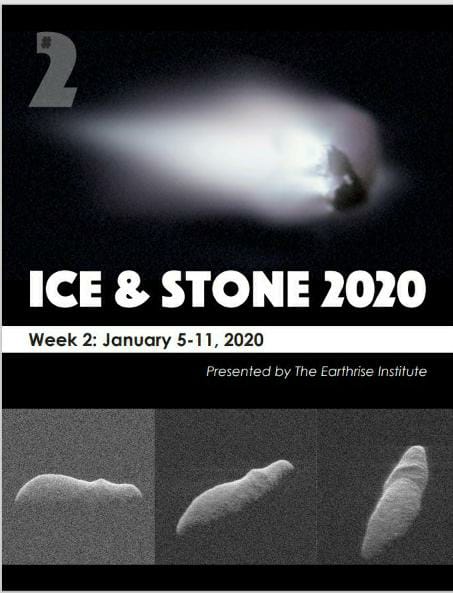 #2
ICE & STONE 2020
Week 2: January 5-11, 2020
Presented by The Earthrise Institute